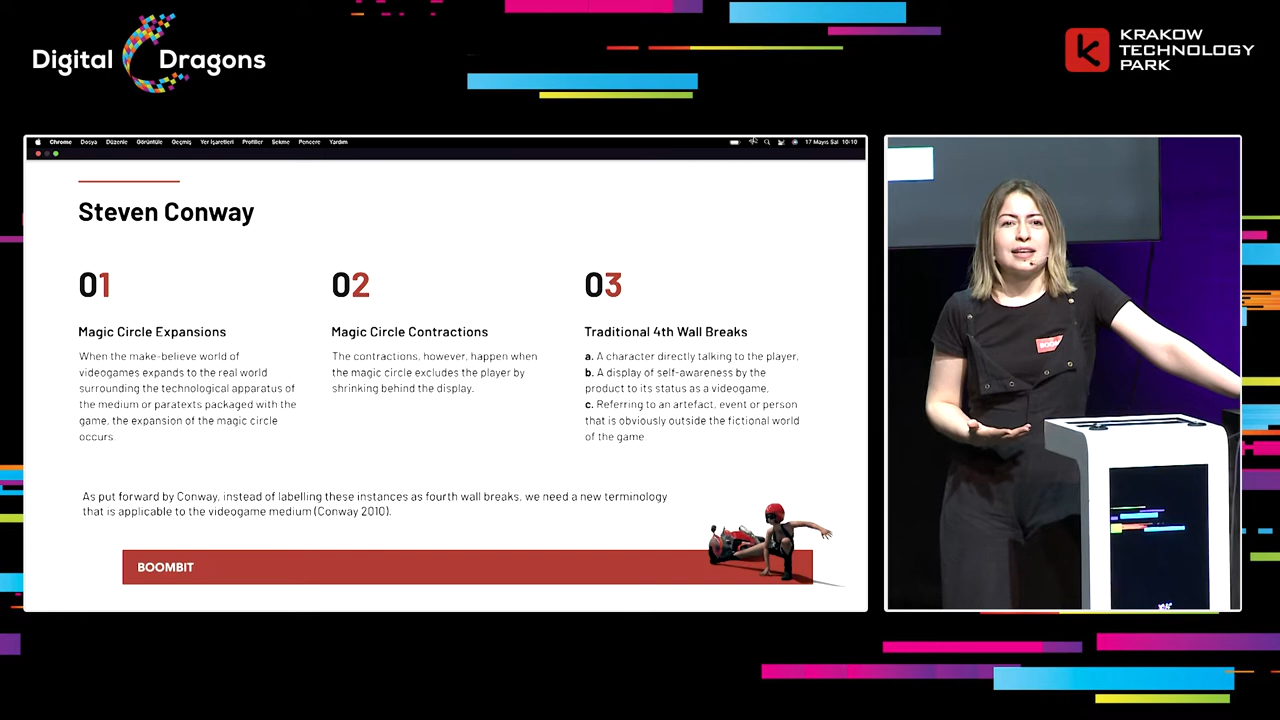 Digital Dragons
KRAKOW
TECHNOLOGY
PARK
Chrome Dosya Düzenle Görüntüle Geçmiş Yer İşaretleri Profiller Sekme Pencere Yardım
17 Mayıs Sal 10:10
Steven Conway
01
Magic Circle Expansions
When the make-believe world of
videogames expands to the real world
surrounding the technological apparatus of
the medium or paratexts packaged with the
game, the expansion of the magic circle
occurs
02
Magic Circle Contractions
The contractions, however, happen when
the magic circle excludes the player by
shrinking behind the display.
03
Traditional 4th Wall Breaks
a. A character directly talking to the player,
b. A display of self-awareness by the
product to its status as a videogame,
c. Referring to an artefact, event or person
that is obviously outside the fictional world
of the game
As put forward by Conway, instead of labelling these instances as fourth wall breaks, we need a new terminology
that is applicable to the videogame medium (Conway 2010).
BOOMBIT